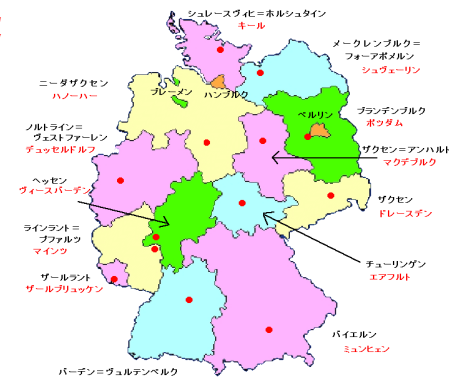 シュレースヴィヒ＝ホルシュタイン
キール
メークレンブルク＝
フォーアポメルン
シュヴェーリン
ニーダザクセン
ハノーハー
ブレーメン
ハンブルク
ベルリン
ブランデンブルク
ポツダム
ノルトライン＝
ヴェストファーレン
デュッセルドルフ
ザクセン＝アンハルト
マクデブルク
ヘッセン
ヴィースバーデン
ザクセン
ドレースデン
ラインラント＝
プファルツ
マインツ
チューリンゲン
エアフルト
ザールラント
ザールブリュッケン
バイエルン
ミュンヒェン
バーデン＝ヴュルテンベルク